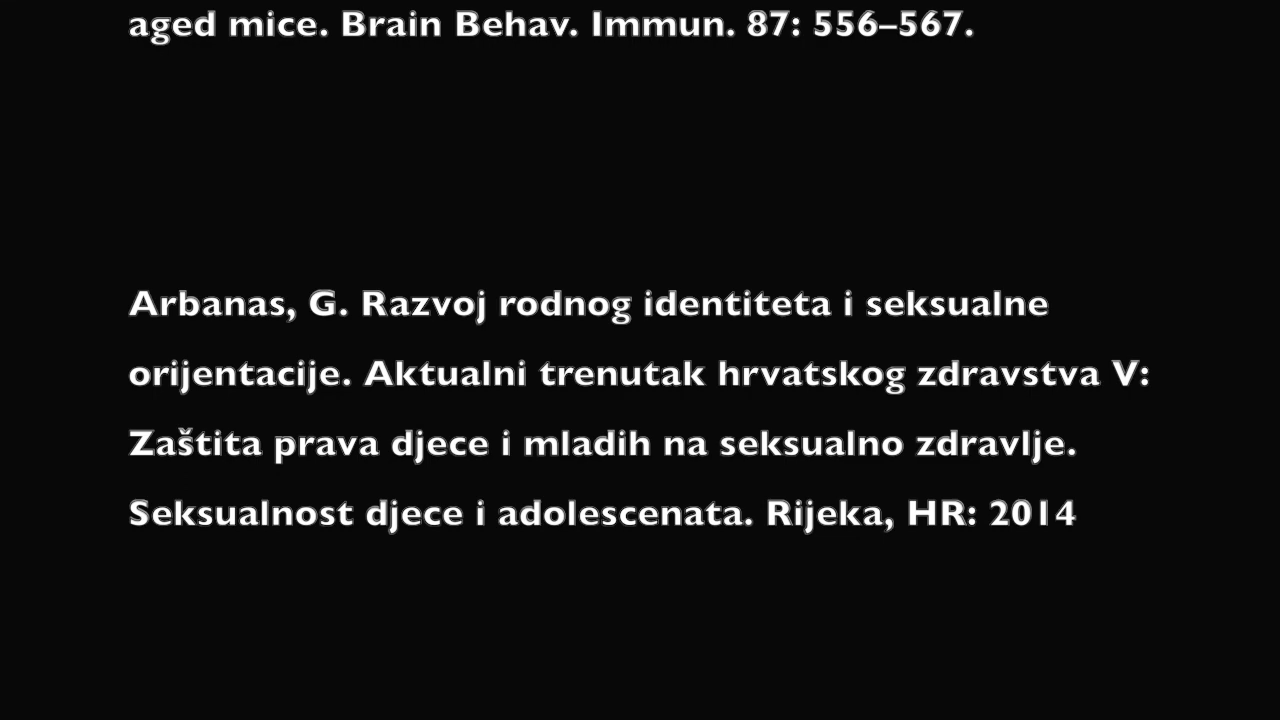 aged mice. Brain Behav. Immun. 87: 556–567.
Arbanas, G. Razvoj rodnog identiteta i seksualne
orijentacije. Aktualni trenutak hrvatskog zdravstva V:
Zaštita prava djece i mladih na seksualno zdravlje.
Seksualnost djece i adolescenata. Rijeka, HR: 2014